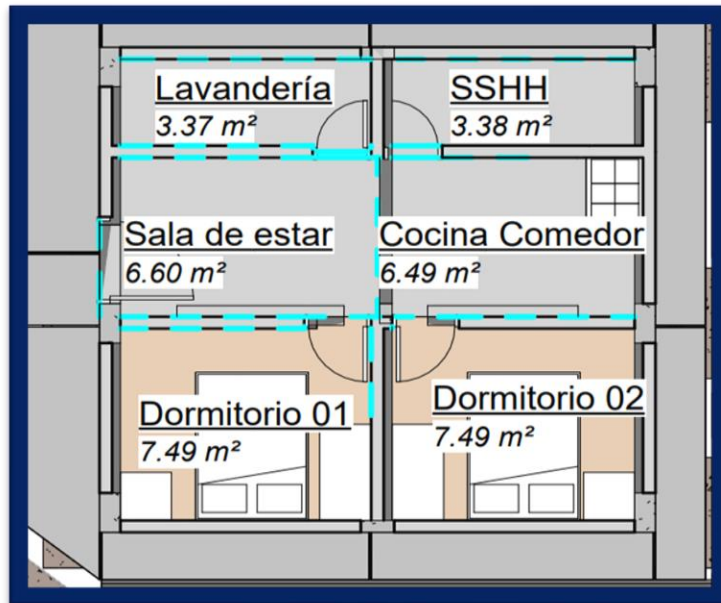 Lavandería
3.37 m²
SSHH
3.38 m²
Sala de estar
6.60 m²
Cocina Comedor
6.49 m²
Dormitorio 01
7.49 m²
Dormitorio 02
7.49 m²